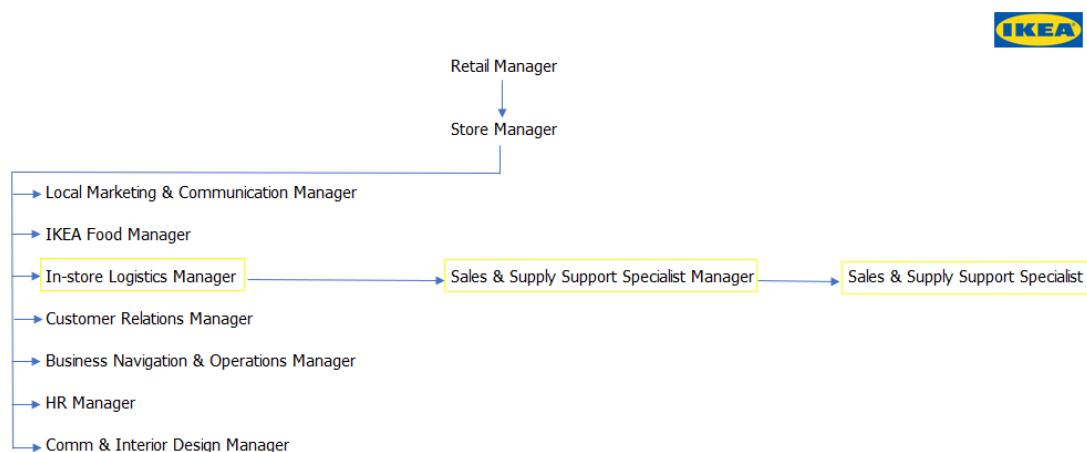 IKEA
Retail Manager
Store Manager
Local Marketing & Communication Manager
IKEA Food Manager
In-store Logistics Manager
Sales & Supply Support Specialist Manager
Sales & Supply Support Specialist
Customer Relations Manager
Business Navigation & Operations Manager
HR Manager
Comm & Interior Design Manager